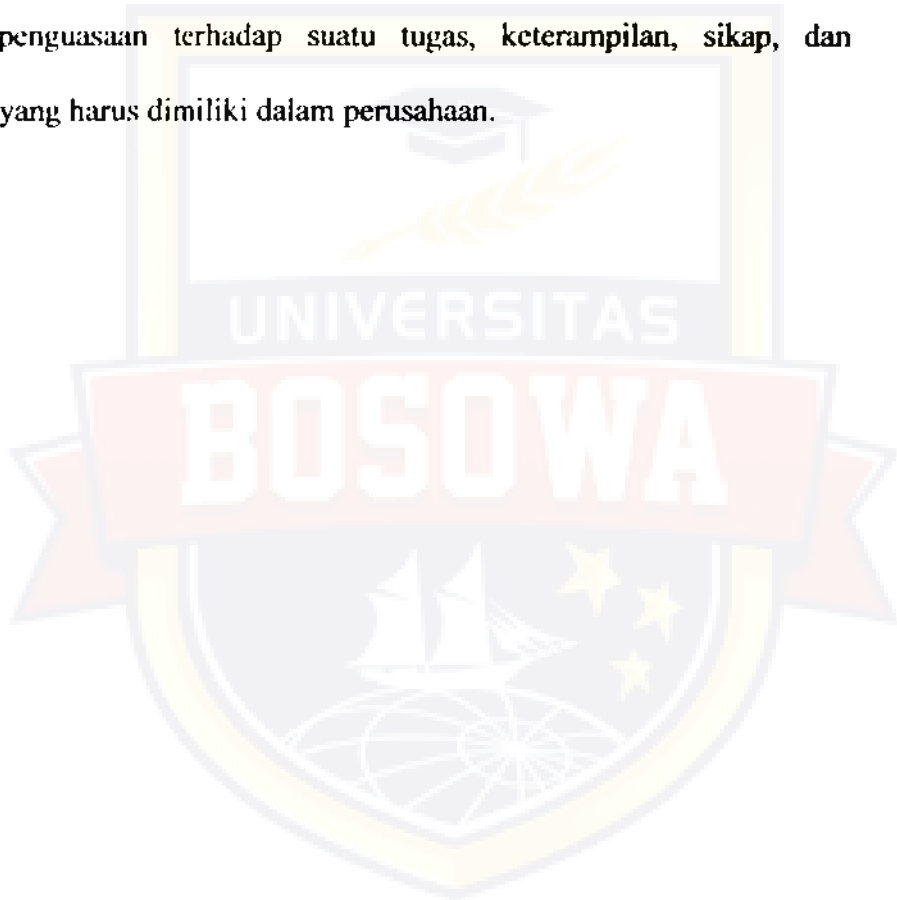 penguasaan terhadap suatu tugas, keterampilan, sikap, dan
yang harus dimiliki dalam perusahaan.
UNIVERSITAS
BOSOWA